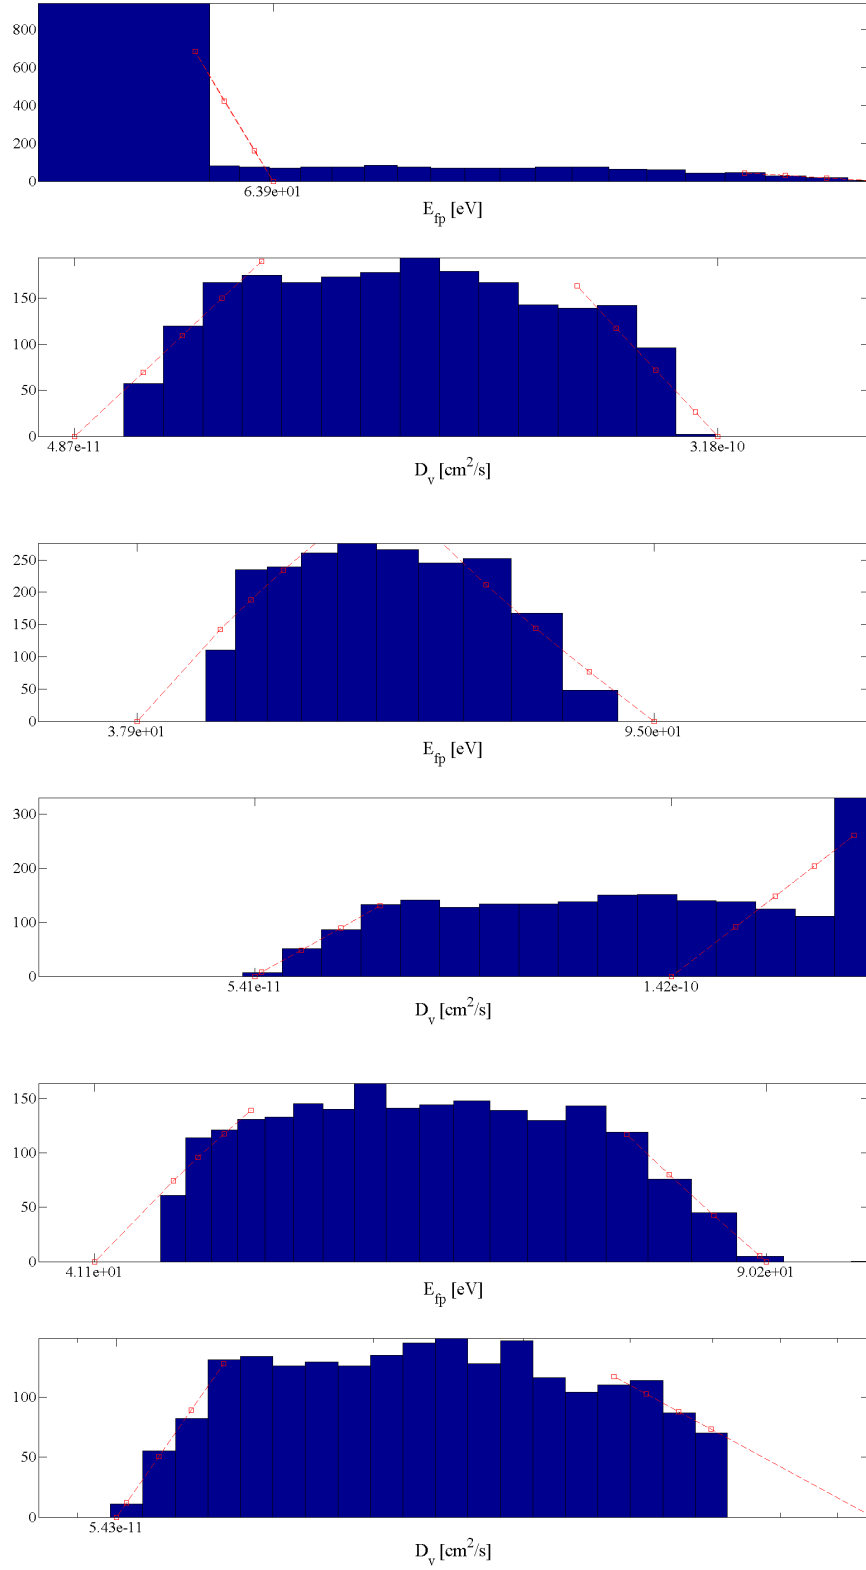 800
600
400
200
0
6.39e+01
E_fp [eV]
150
100
50
0
4.87e-11 3.18e-10
D_v [cm^2/s]
250
200
150
100
50
0
3.79e+01 9.50e+01
E_fp [eV]
300
200
100
0
5.41e-11 1.42e-10
D_v [cm^2/s]
150
100
50
0
4.11e+01 9.02e+01
E_fp [eV]
100
50
0
5.43e-11
D_v [cm^2/s]